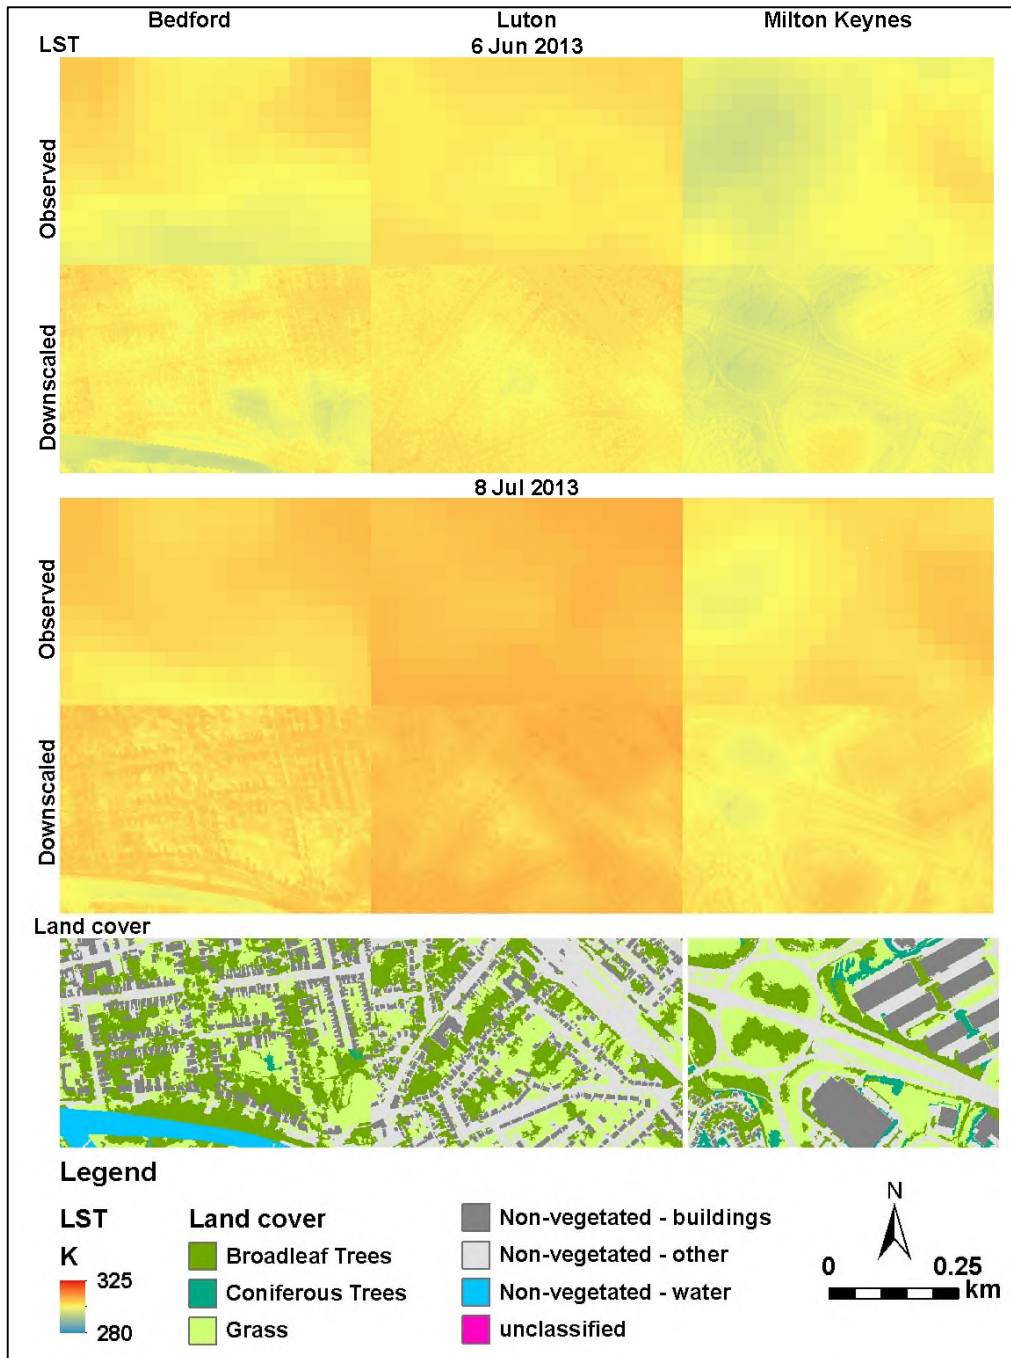 Bedford Luton Milton Keynes
LST 6 Jun 2013
Observed
Downscaled
8 Jul 2013
Observed
Downscaled
Land cover
Legend
LST
K
325
280
Land cover
Broadleaf Trees
Coniferous Trees
Grass
Non-vegetated - buildings
Non-vegetated - other
Non-vegetated - water
unclassified
N
0 0.25
km